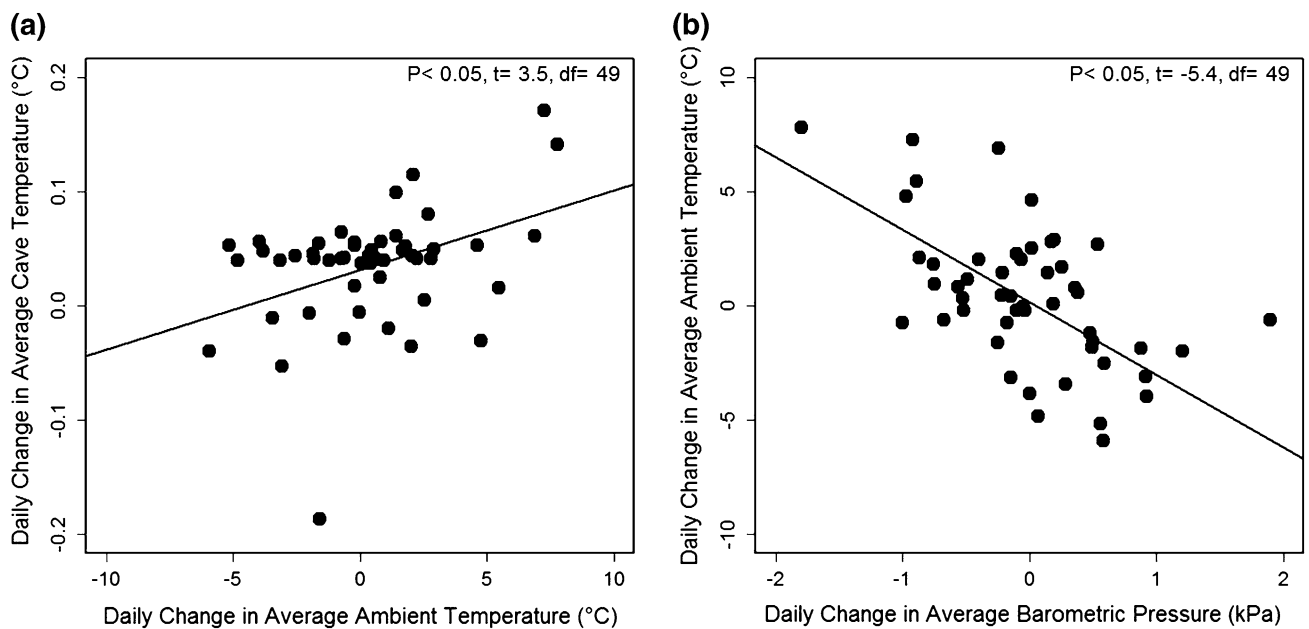 (a)
P< 0.05, t= 3.5, df= 49
Daily Change in Average Cave Temperature (°C)
0.2
0.1
0.0
-0.1
-0.2
-10 -5 0 5 10
Daily Change in Average Ambient Temperature (°C)
(b)
P< 0.05, t= -5.4, df= 49
Daily Change in Average Ambient Temperature (°C)
10
5
0
-5
-10
-2 -1 0 1 2
Daily Change in Average Barometric Pressure (kPa)